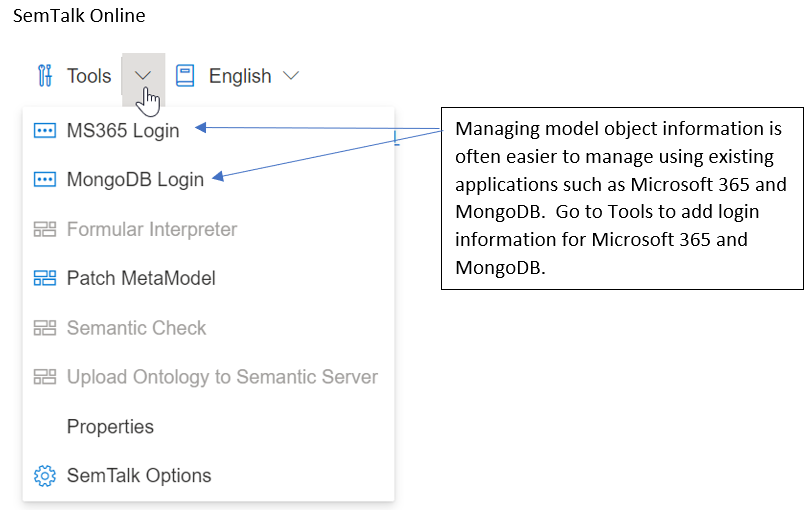 SemTalk Online
Tools English
MS365 Login
MongoDB Login
Formular Interpreter
Patch MetaModel
Semantic Check
Upload Ontology to Semantic Server
Properties
SemTalk Options
Managing model object information is
often easier to manage using existing
applications such as Microsoft 365 and
MongoDB.  Go to Tools to add login
information for Microsoft 365 and
MongoDB.